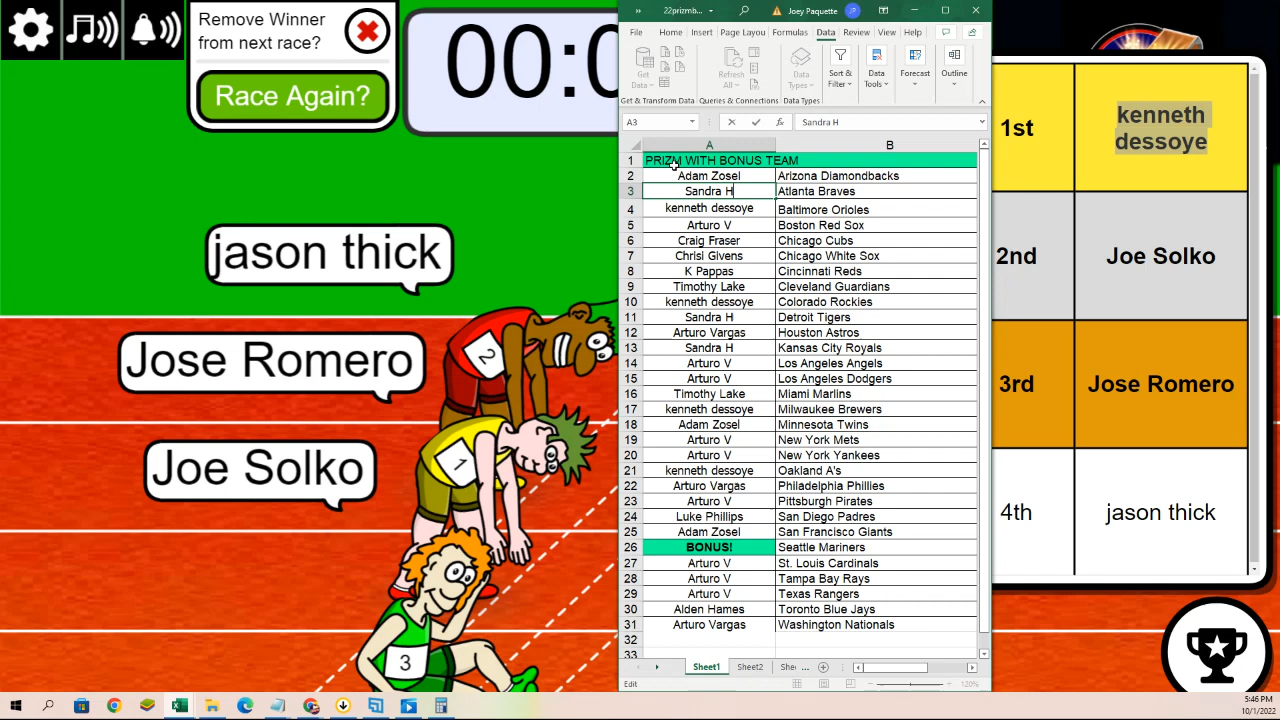 Remove Winner
from next race?
Race Again?
00:0
jason thick
Jose Romero
Joe Solko
2
1
3
22prizmb...
Joey Paquette
JP
File
Home
Insert
Page Layou
Formulas
Data
Review
View
Help
Get
Data
Refresh
All
Data
Types
Sort &
Filter
Data
Tools
Forecast
Outline
Get & Transform Data
Queries & Connections
Data Types
A3
fx
Sandra H
A B
1 PRIZM WITH BONUS TEAM
2 Adam Zosel Arizona Diamondbacks
3 Sandra H Atlanta Braves
4 kenneth dessoye Baltimore Orioles
5 Arturo V Boston Red Sox
6 Craig Fraser Chicago Cubs
7 Chrisl Givens Chicago White Sox
8 K Pappas Cincinnati Reds
9 Timothy Lake Cleveland Guardians
10 kenneth dessoye Colorado Rockies
11 Sandra H Detroit Tigers
12 Arturo Vargas Houston Astros
13 Sandra H Kansas City Royals
14 Arturo V Los Angeles Angels
15 Arturo V Los Angeles Dodgers
16 Timothy Lake Miami Marlins
17 kenneth dessoye Milwaukee Brewers
18 Adam Zosel Minnesota Twins
19 Arturo V New York Mets
20 Arturo V New York Yankees
21 kenneth dessoye Oakland A's
22 Arturo Vargas Philadelphia Phillies
23 Arturo V Pittsburgh Pirates
24 Luke Phillips San Diego Padres
25 Adam Zosel San Francisco Giants
26 BONUS! Seattle Mariners
27 Arturo V St. Louis Cardinals
28 Arturo V Tampa Bay Rays
29 Arturo V Texas Rangers
30 Alden Hames Toronto Blue Jays
31 Arturo Vargas Washington Nationals
32
33
Sheet1
Sheet2
She ...
Edit
120%
1st
kenneth
dessoye
2nd
Joe Solko
3rd
Jose Romero
4th
jason thick
5:46 PM
10/1/2022